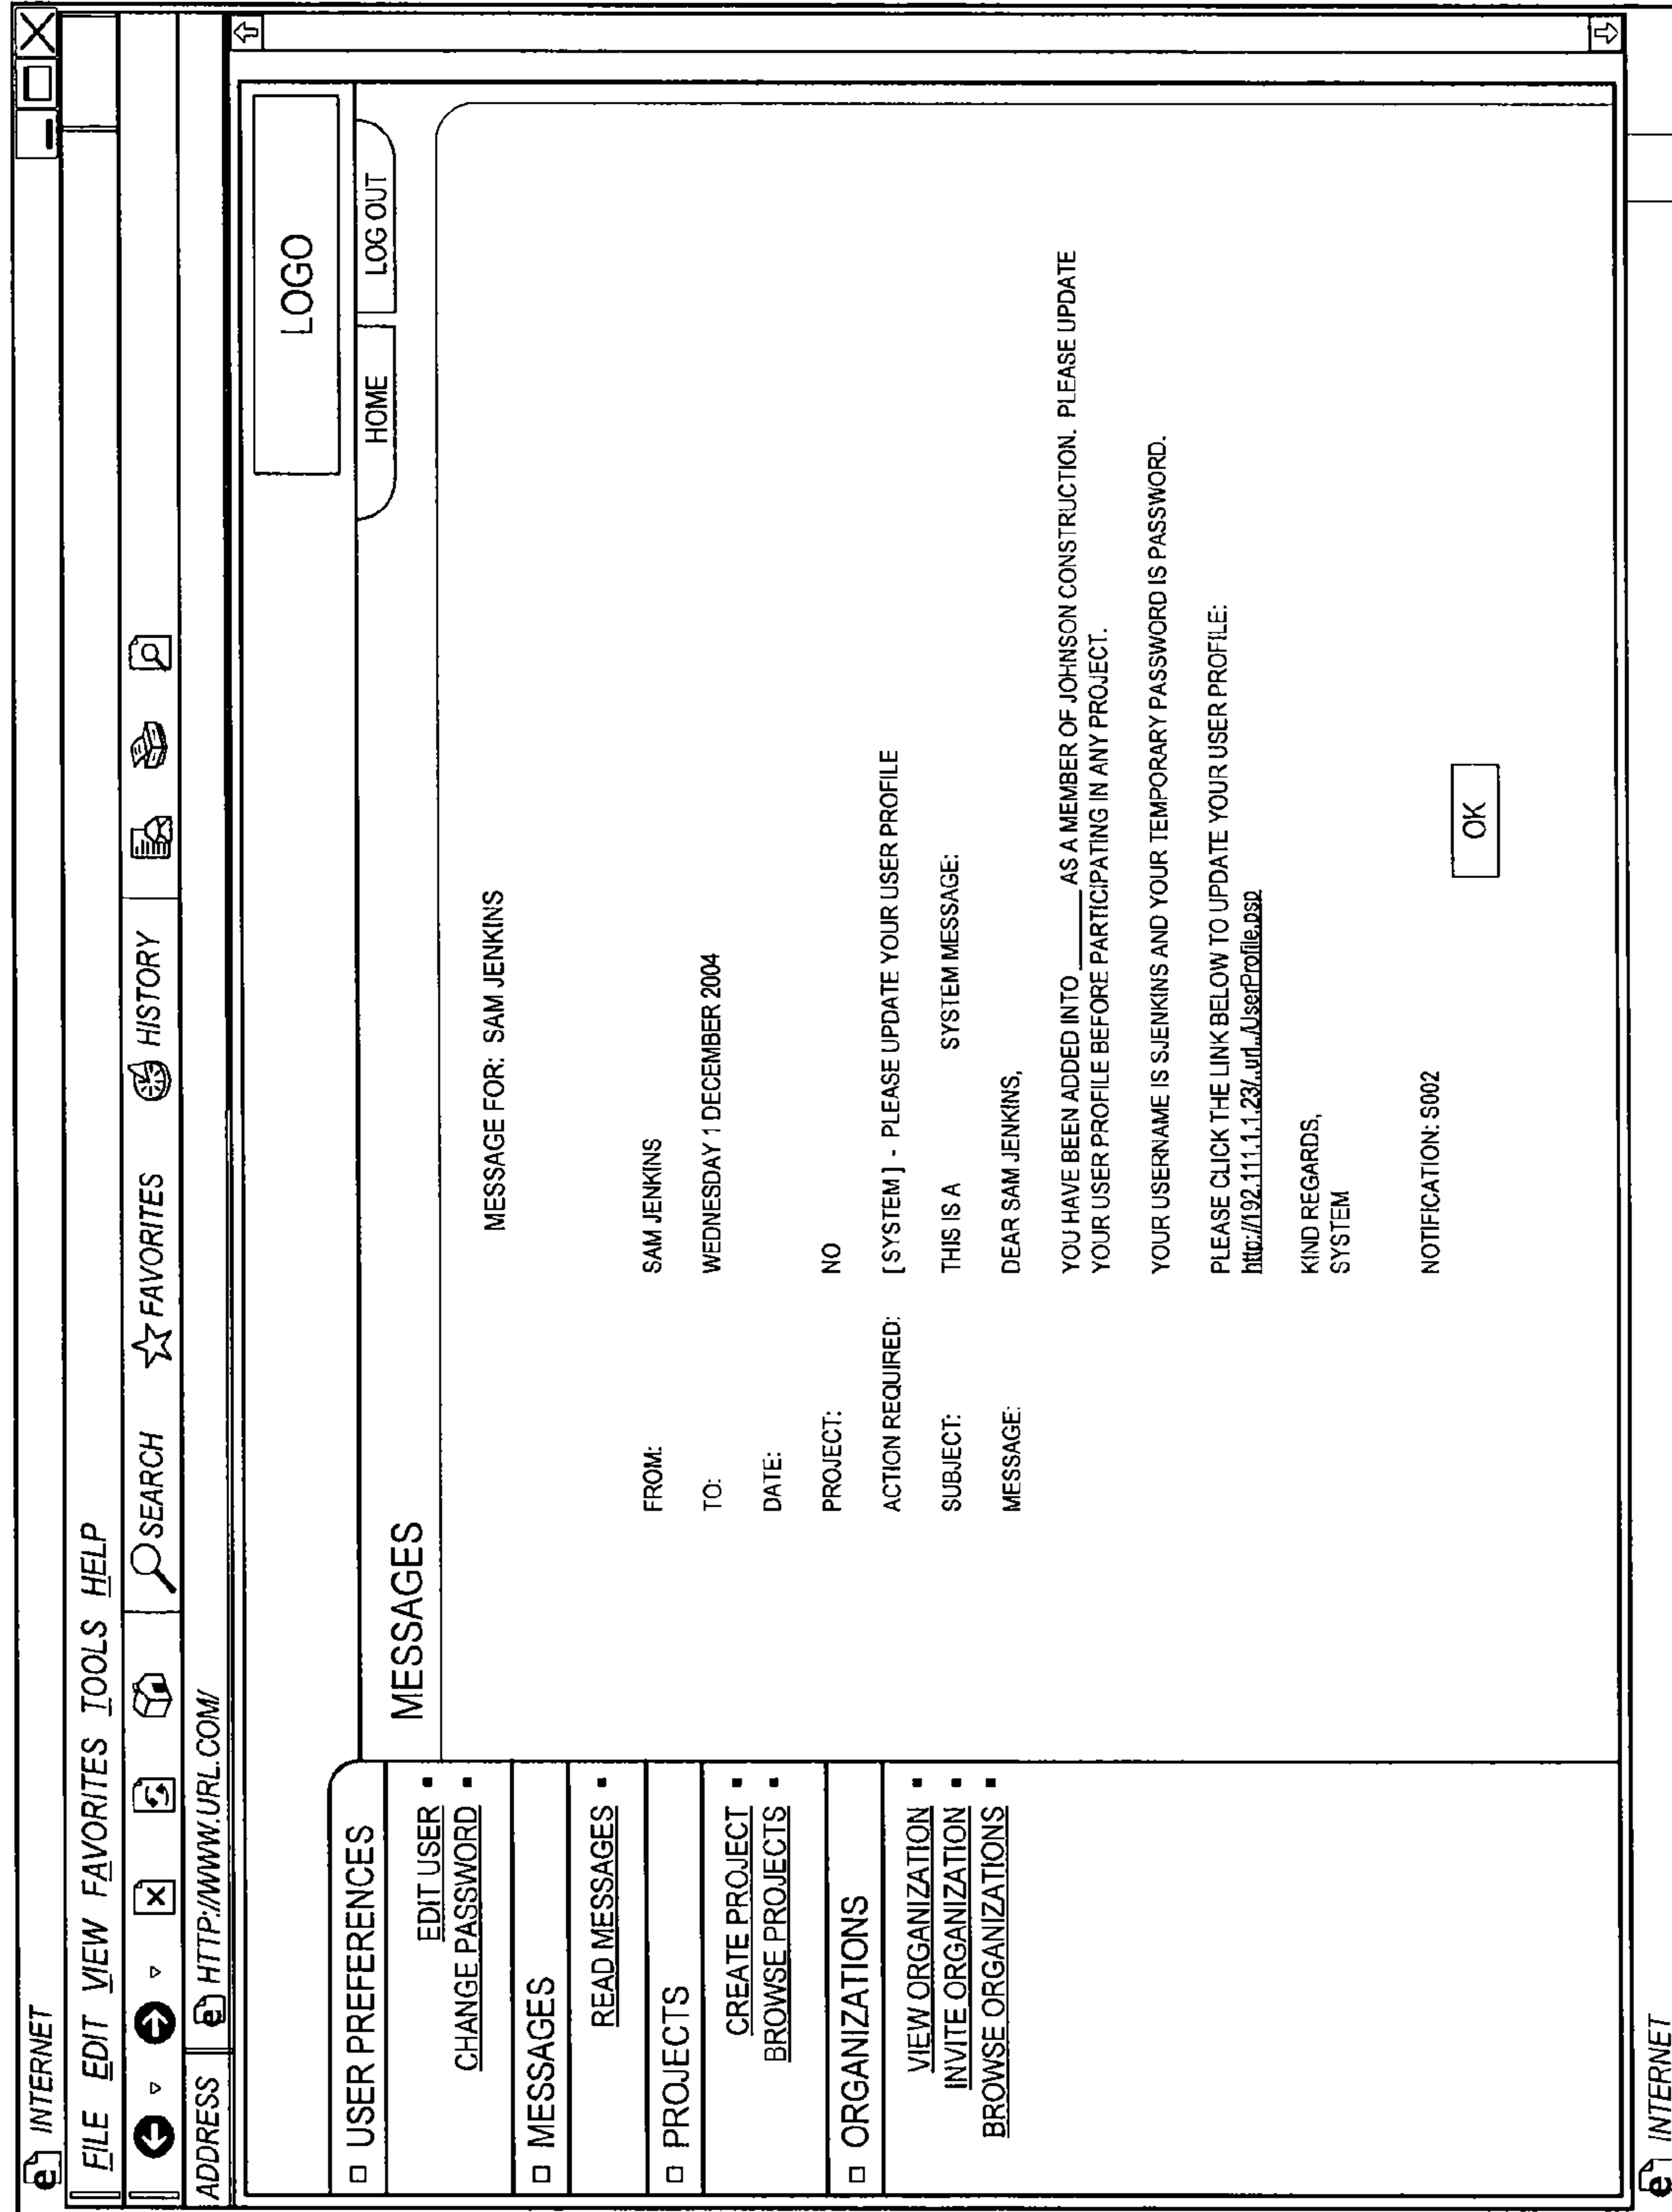 INTERNET
FILE EDIT VIEW FAVORITES TOOLS HELP
SEARCH FAVORITES HISTORY
ADDRESS HTTP://WWW.URL.COM/
LOGO
HOME LOG OUT
USER PREFERENCES
EDIT USER
CHANGE PASSWORD
MESSAGES
READ MESSAGES
PROJECTS
CREATE PROJECT
BROWSE PROJECTS
ORGANIZATIONS
VIEW ORGANIZATION
INVITE ORGANIZATION
BROWSE ORGANIZATIONS
MESSAGES
MESSAGE FOR: SAM JENKINS
FROM: SAM JENKINS
TO: WEDNESDAY 1 DECEMBER 2004
DATE:
PROJECT: NO
ACTION REQUIRED: [SYSTEM] - PLEASE UPDATE YOUR USER PROFILE
SUBJECT: THIS IS A SYSTEM MESSAGE:
MESSAGE: DEAR SAM JENKINS,
YOU HAVE BEEN ADDED INTO ______ AS A MEMBER OF JOHNSON CONSTRUCTION. PLEASE UPDATE
YOUR USER PROFILE BEFORE PARTICIPATING IN ANY PROJECT.
YOUR USERNAME IS SJENKINS AND YOUR TEMPORARY PASSWORD IS PASSWORD.
PLEASE CLICK THE LINK BELOW TO UPDATE YOUR USER PROFILE:
http://192.111.1.123/..url../UserProfile.psp
KIND REGARDS,
SYSTEM
NOTIFICATION: S002
OK
INTERNET